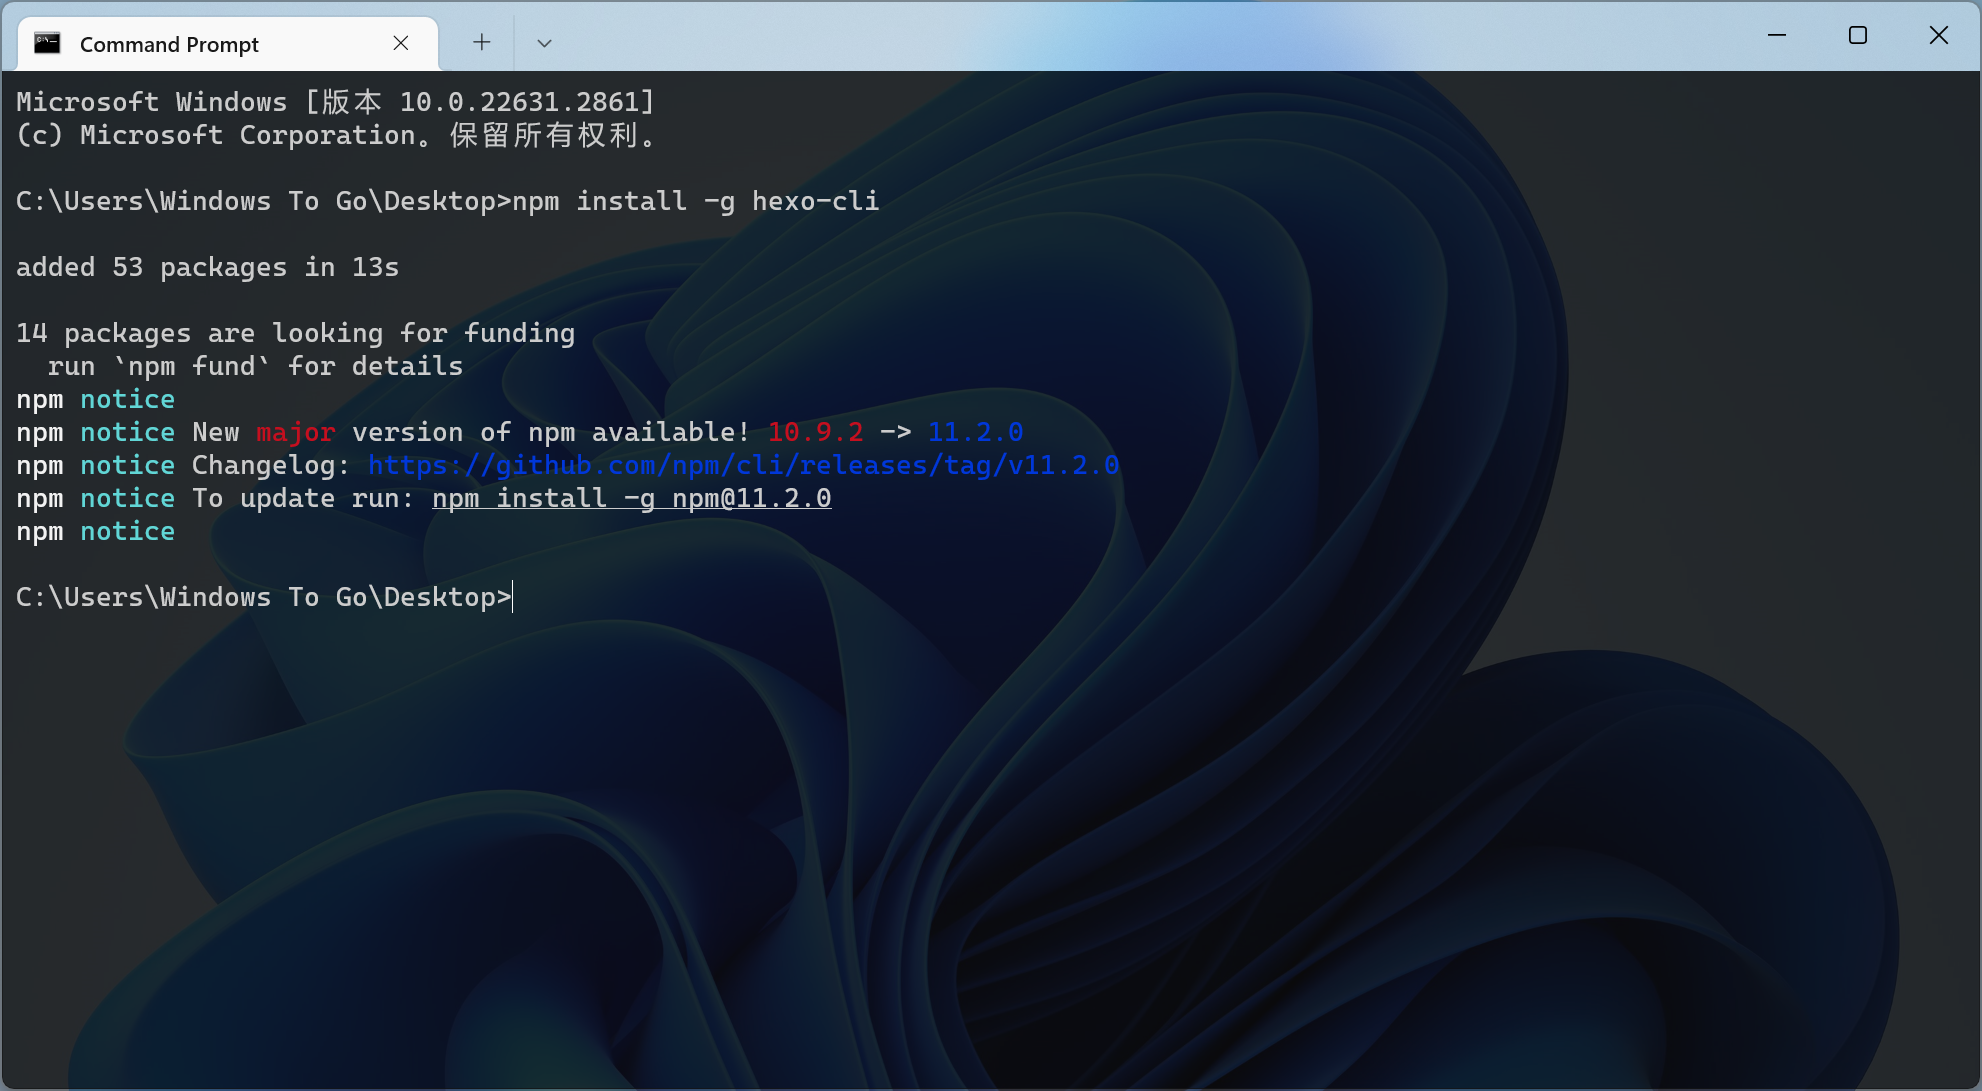 Command Prompt
Microsoft Windows [版本 10.0.22631.2861]
(c) Microsoft Corporation。保留所有权利。
C:\Users\Windows To Go\Desktop>npm install -g hexo-cli
added 53 packages in 13s
14 packages are looking for funding
  run `npm fund` for details
npm notice
npm notice New major version of npm available! 10.9.2 -> 11.2.0
npm notice Changelog: https://github.com/npm/cli/releases/tag/v11.2.0
npm notice To update run: npm install -g npm@11.2.0
npm notice
C:\Users\Windows To Go\Desktop>